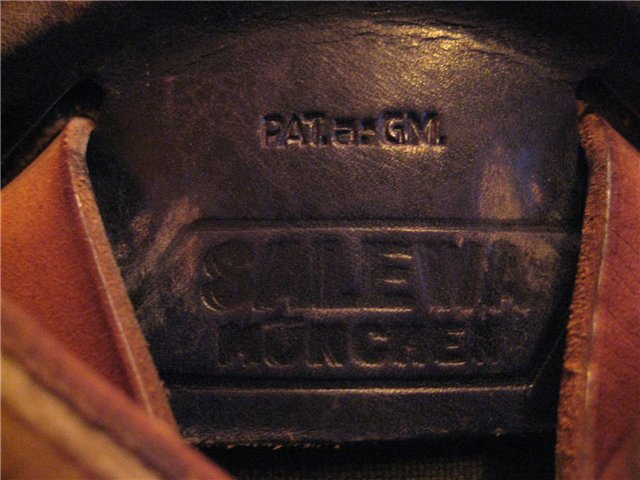 PAT. u. GM.
SALEWA
MÜNCHEN